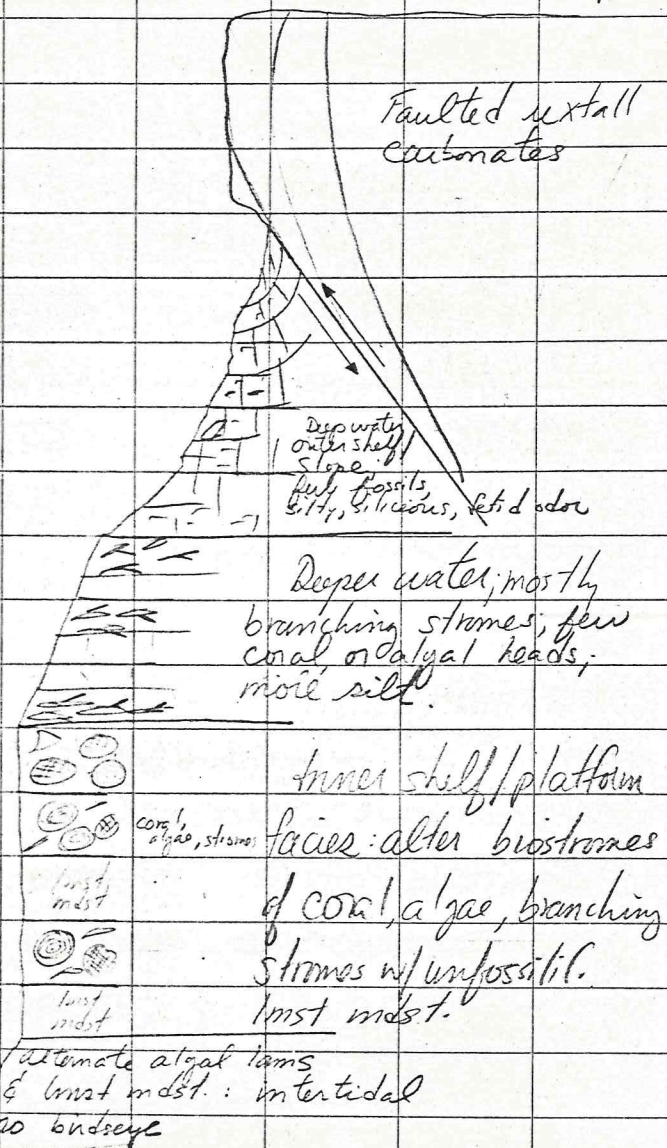 Faulted rextall
carbonates
Deep water
outer shelf/
slope,
few fossils,
silty, siliceous, fetid odor
Deeper water; mostly
branching stromes; few
coral, or algal heads;
more silt.
Inner shelf/platform
coral,
algae, stromes
facies: alter biostromes
lmst
mdst
of coral, algae, branching
stromes w/ unfossilif.
lmst
mdst
lmst mdst.
alternate algal lams
& lmst mdst. : intertidal
no birdseye